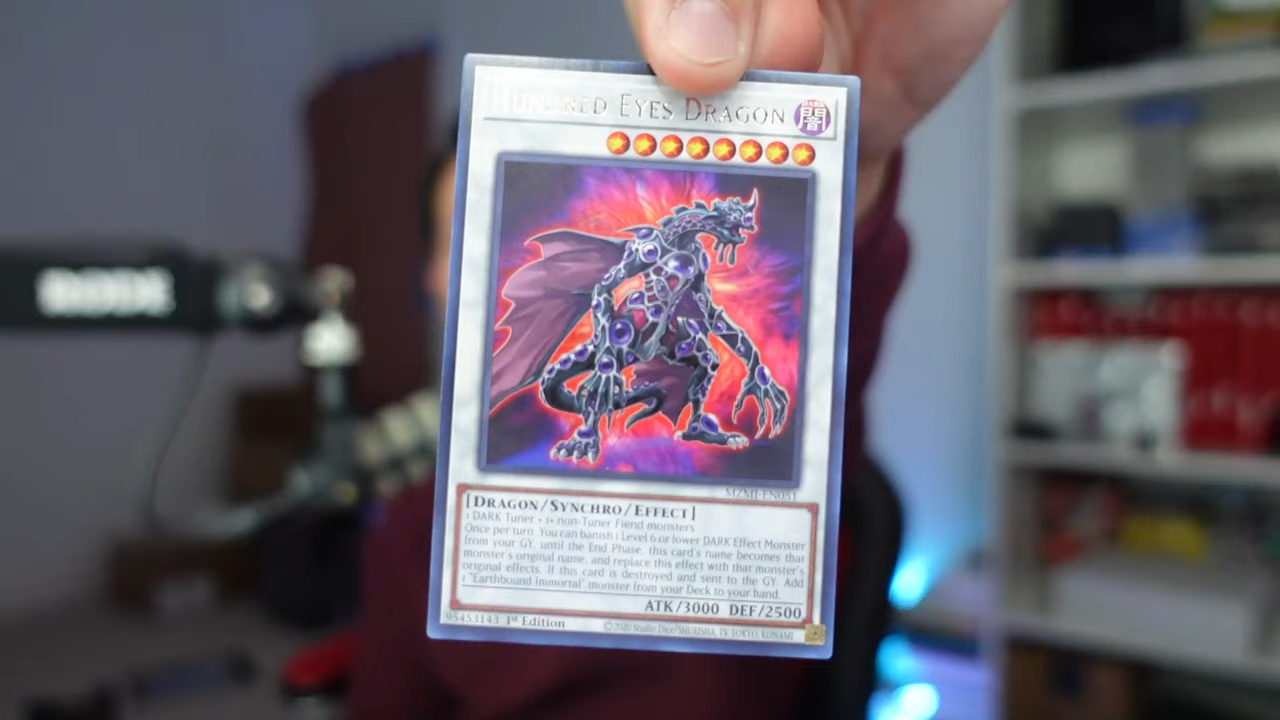 HUNDRED EYES DRAGON
DARK
闇
RODE
MZMI-EN051
[DRAGON/SYNCHRO/EFFECT]
1 DARK Tuner + 1+ non-Tuner Fiend monsters
Once per turn: You can banish 1 Level 6 or lower DARK Effect Monster
from your GY; until the End Phase, this card's name becomes that
monster's original name, and replace this effect with that monster's
original effects. If this card is destroyed and sent to the GY: Add
1 "Earthbound Immortal" monster from your Deck to your hand.
ATK/3000 DEF/2500
95453143 1st Edition
©2020 Studio Dice/SHUEISHA, TV TOKYO, KONAMI